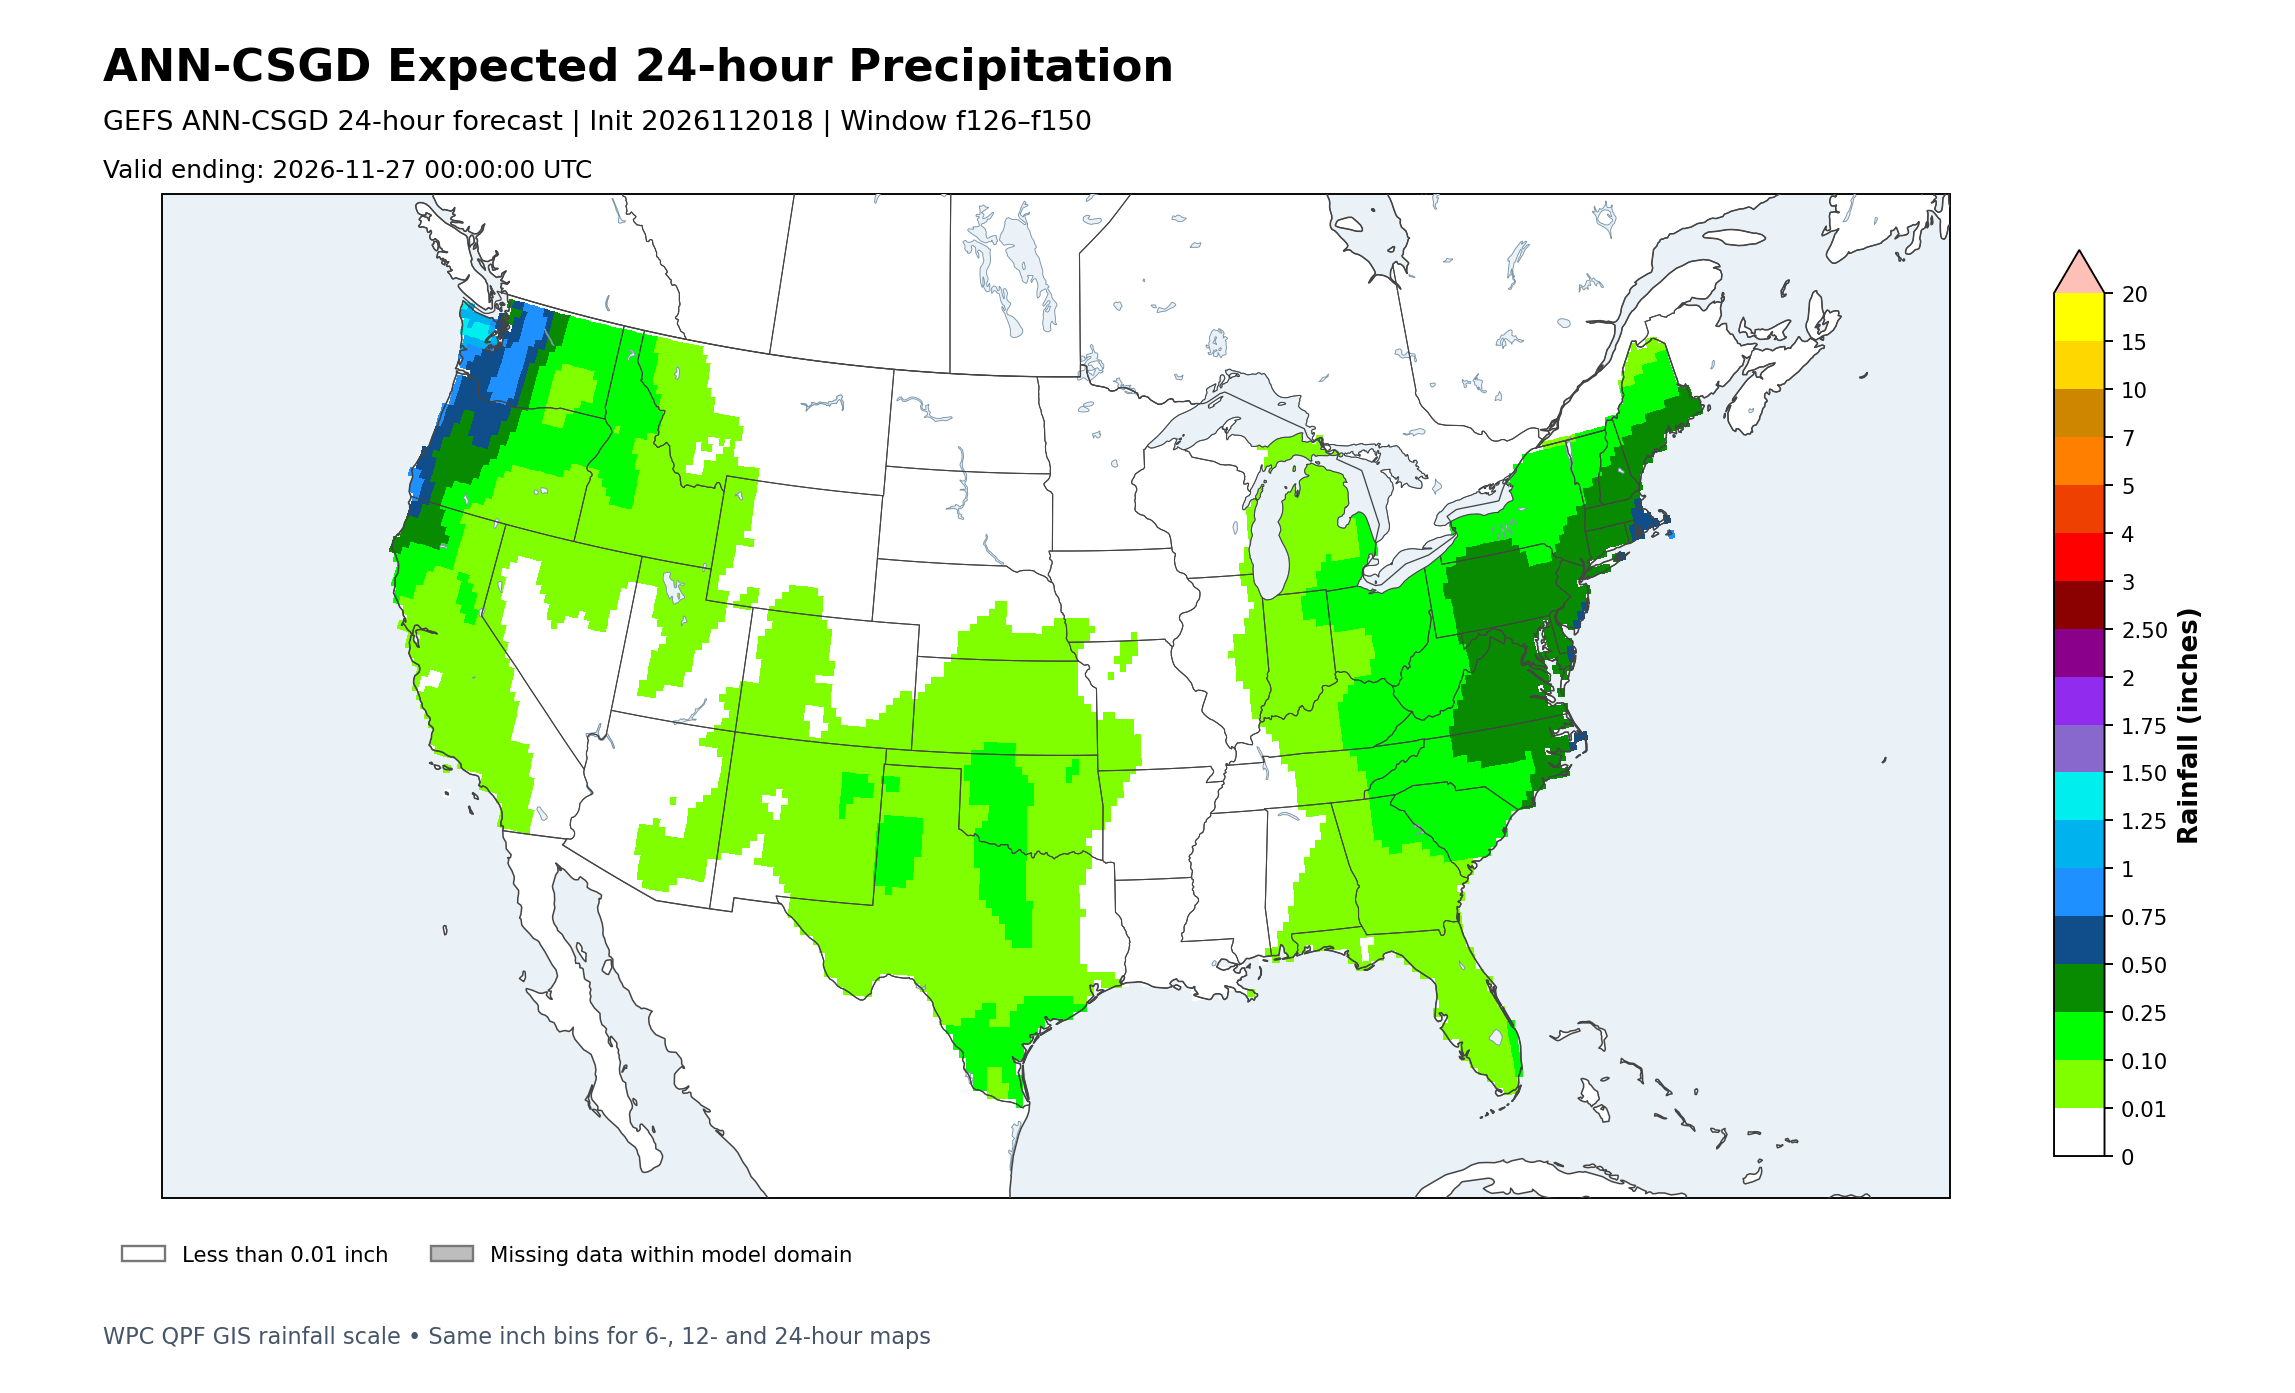 ANN-CSGD Expected 24-hour Precipitation
GEFS ANN-CSGD 24-hour forecast | Init 2026112018 | Window f126–f150
Valid ending: 2026-11-27 00:00:00 UTC
20
15
10
7
5
4
3
2.50
2
1.75
1.50
1.25
1
0.75
0.50
0.25
0.10
0.01
0
Rainfall (inches)
Less than 0.01 inch
Missing data within model domain
WPC QPF GIS rainfall scale • Same inch bins for 6-, 12- and 24-hour maps